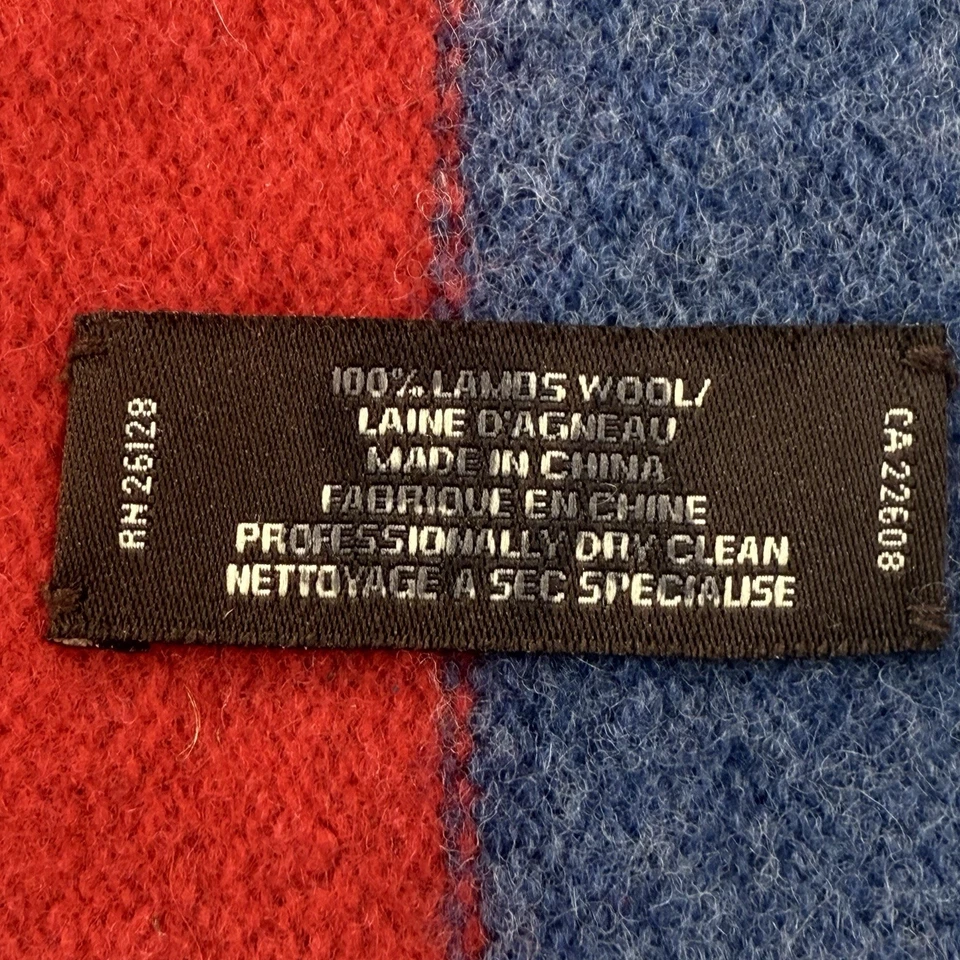 100% LAMBS WOOL/
LAINE D'AGNEAU
MADE IN CHINA
FABRIQUE EN CHINE
PROFESSIONALLY DRY CLEAN
NETTOYAGE A SEC SPECIALISE
RN 26128
CA 22608